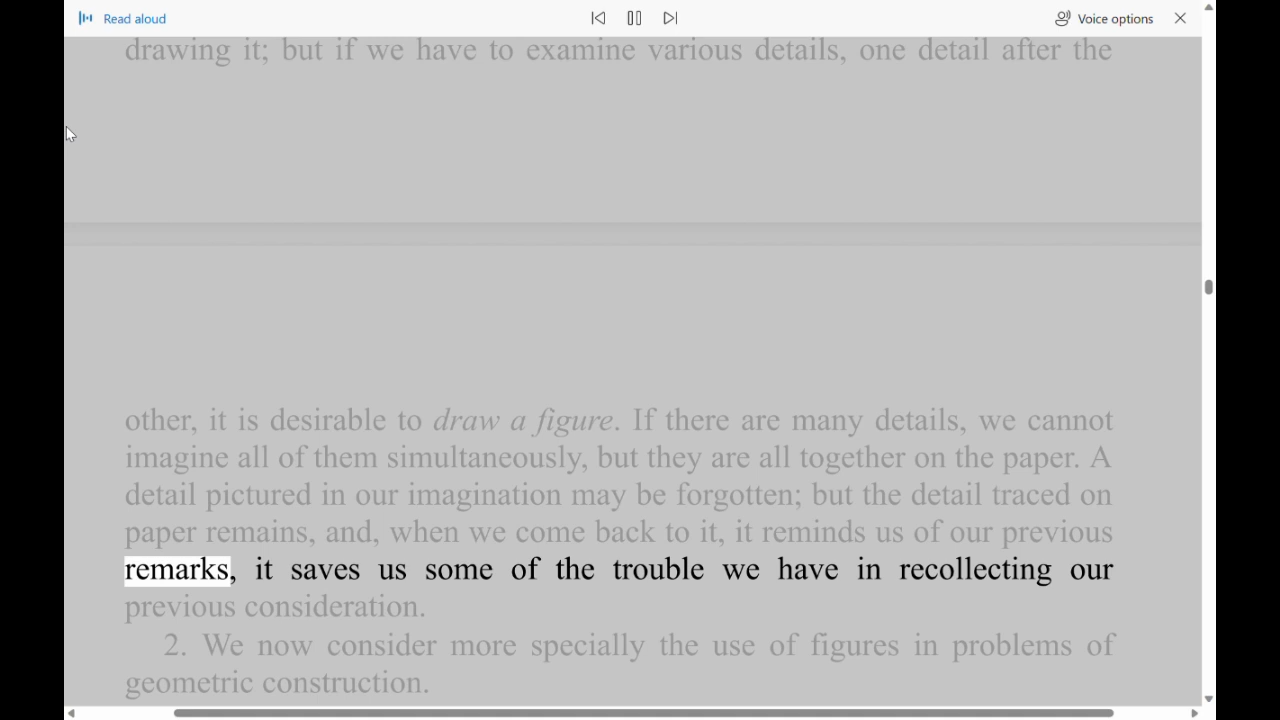 Read aloud
Voice options
drawing it; but if we have to examine various details, one detail after the
other, it is desirable to draw a figure. If there are many details, we cannot
imagine all of them simultaneously, but they are all together on the paper. A
detail pictured in our imagination may be forgotten; but the detail traced on
paper remains, and, when we come back to it, it reminds us of our previous
remarks, it saves us some of the trouble we have in recollecting our
previous consideration.
2. We now consider more specially the use of figures in problems of
geometric construction.